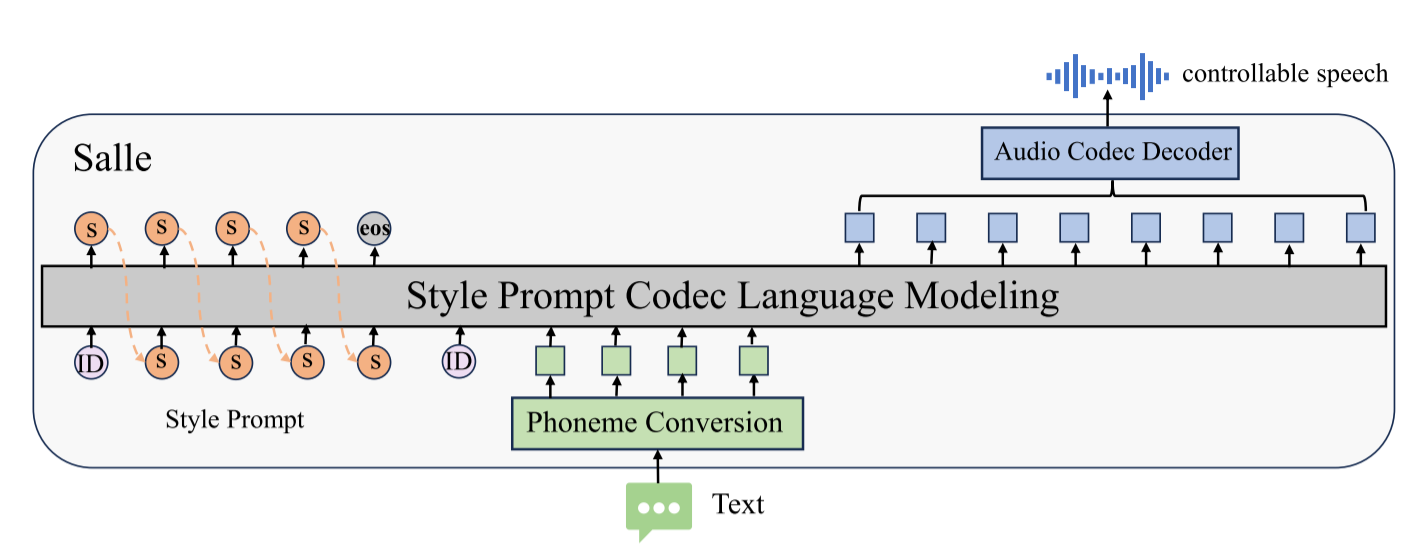 controllable speech
Salle
Audio Codec Decoder
s s s s eos
Style Prompt Codec Language Modeling
ID s s s s ID
Style Prompt
Phoneme Conversion
Text